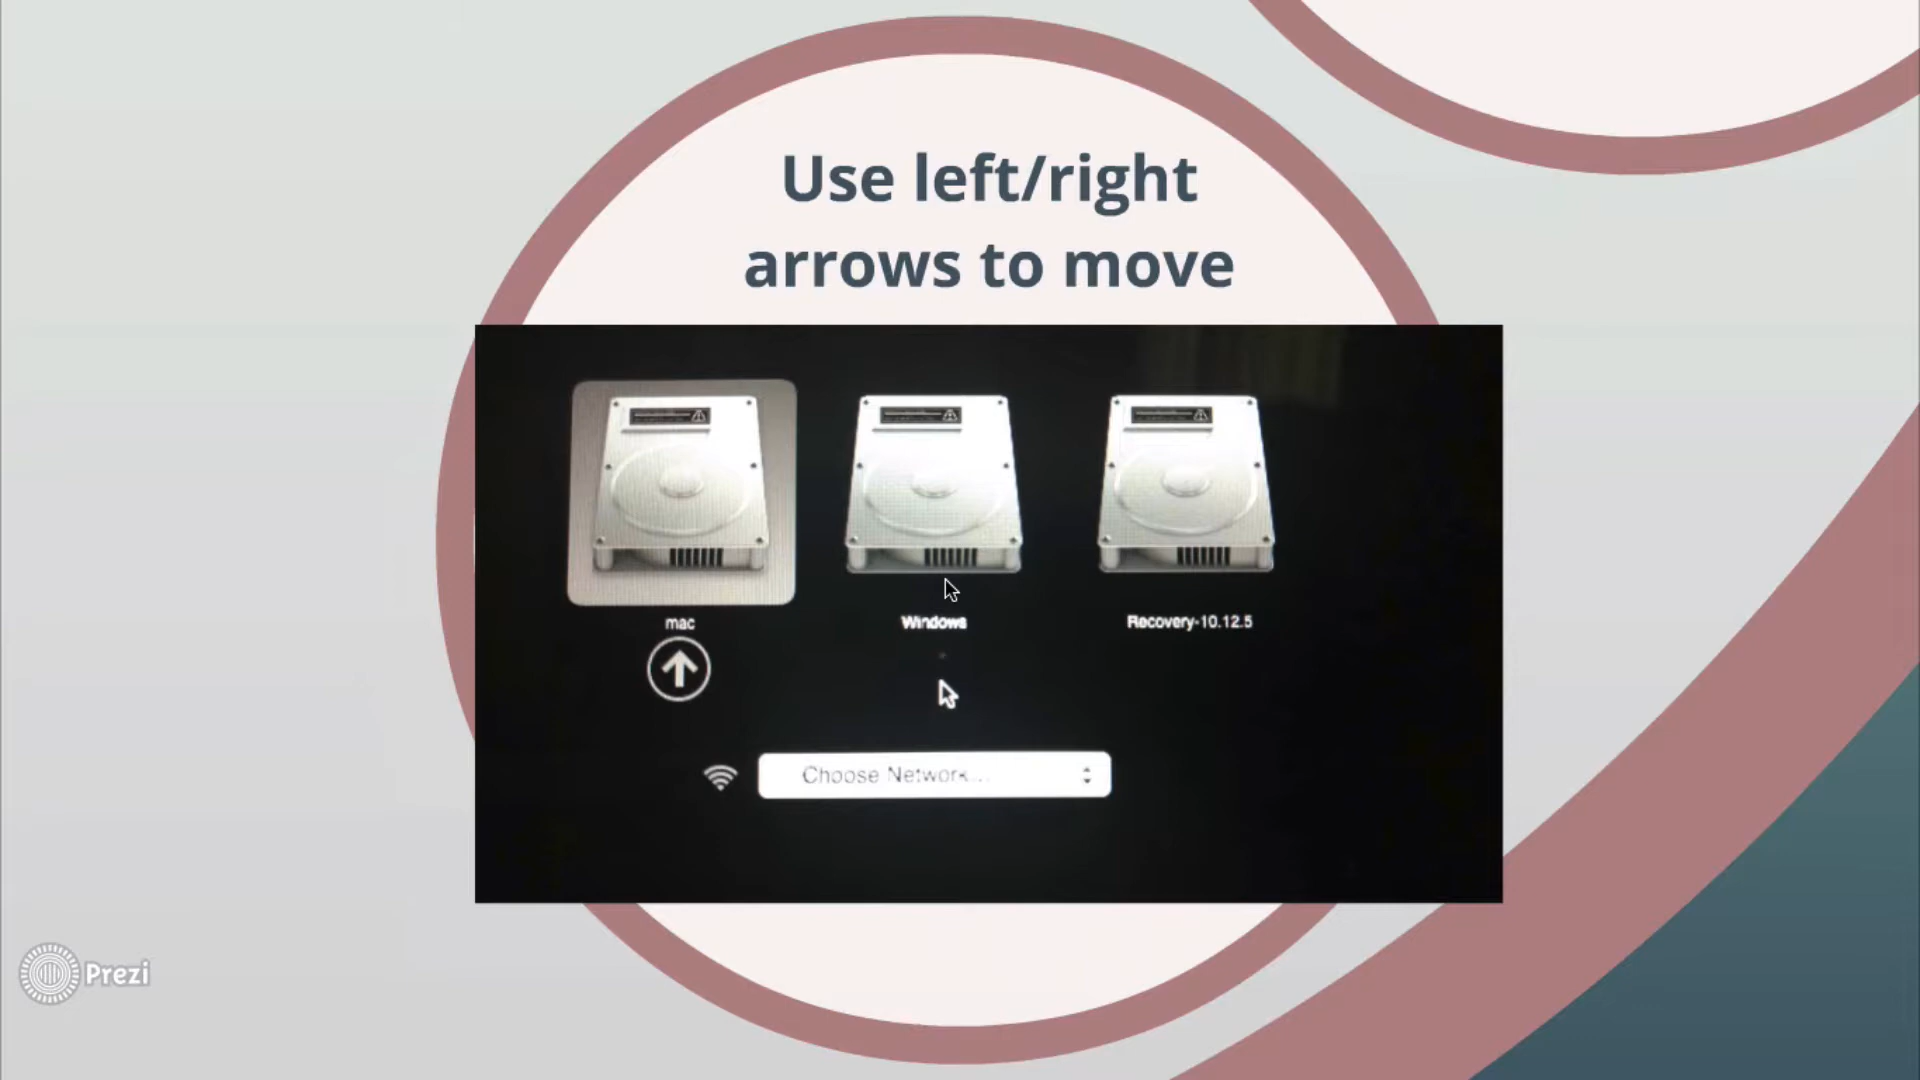 Use left/right
arrows to move
mac
Windows
Recovery-10.12.5
Choose Network...
Prezi